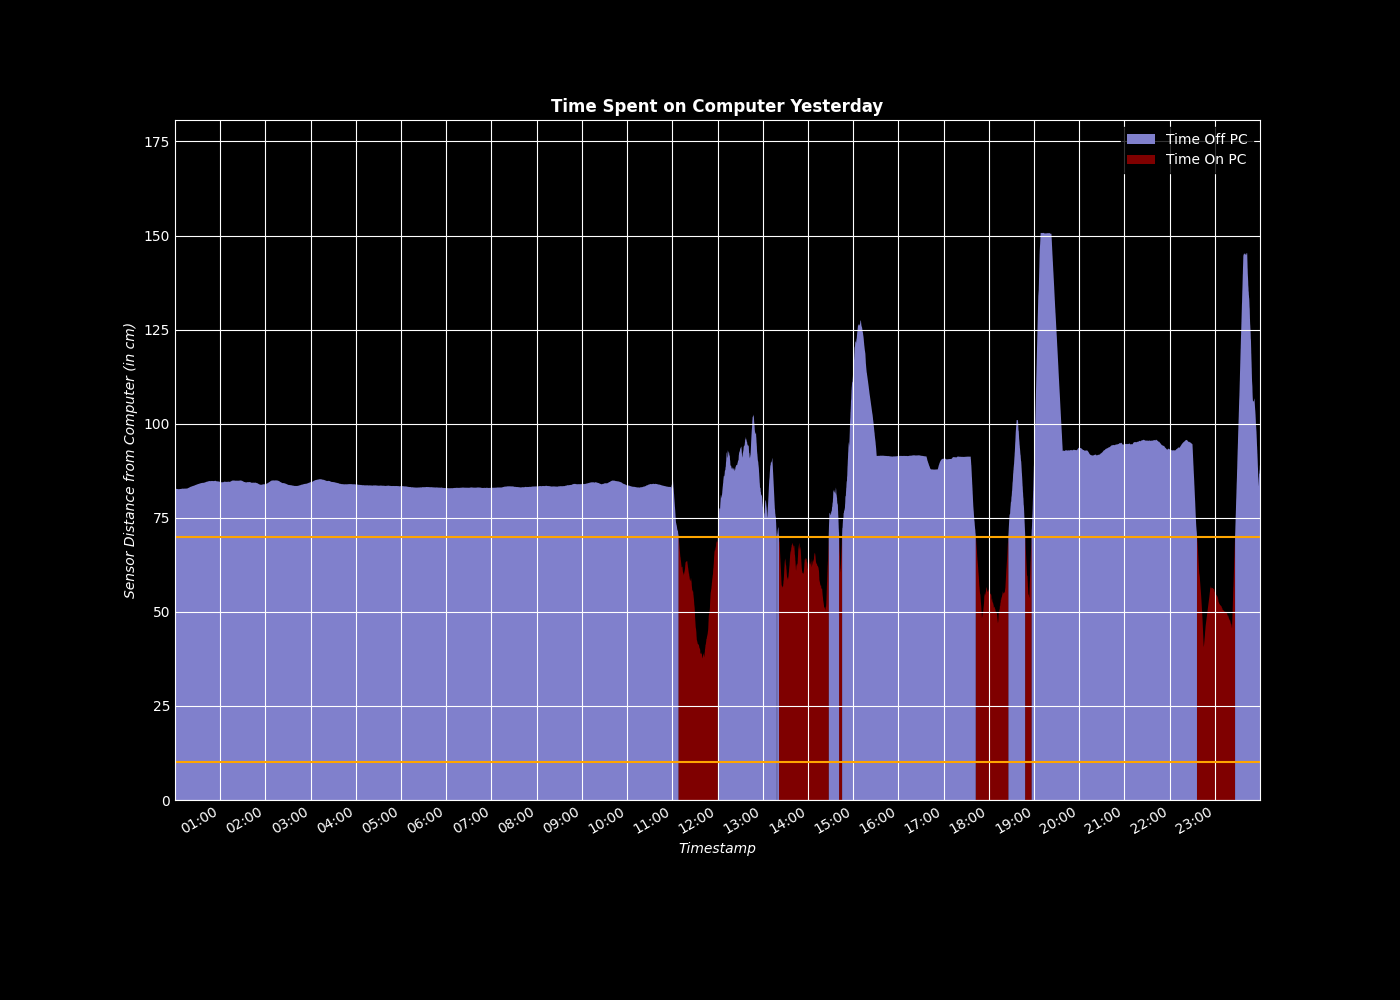 Time Spent on Computer Yesterday
Time Off PC
Time On PC
175
150
125
100
75
50
25
0
Sensor Distance from Computer (in cm)
01:00 02:00 03:00 04:00 05:00 06:00 07:00 08:00 09:00 10:00 11:00 12:00 13:00 14:00 15:00 16:00 17:00 18:00 19:00 20:00 21:00 22:00 23:00
Timestamp